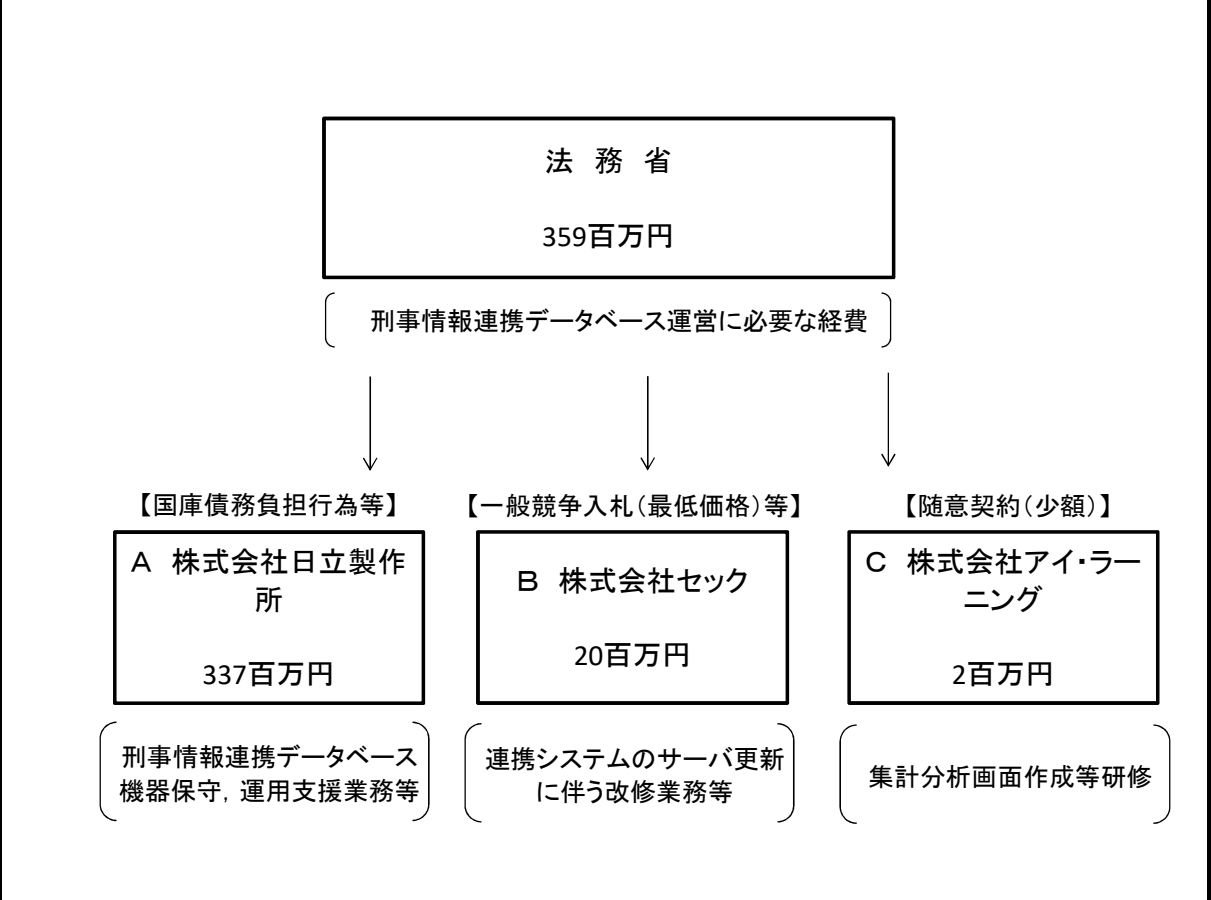 法　務　省
359百万円
刑事情報連携データベース運営に必要な経費
【国庫債務負担行為等】
【一般競争入札（最低価格）等】
【随意契約（少額）】
Ａ　株式会社日立製作
所
337百万円
Ｂ　株式会社セック
20百万円
Ｃ　株式会社アイ・ラー
ニング
2百万円
刑事情報連携データベース
機器保守，運用支援業務等
連携システムのサーバ更新
に伴う改修業務等
集計分析画面作成等研修